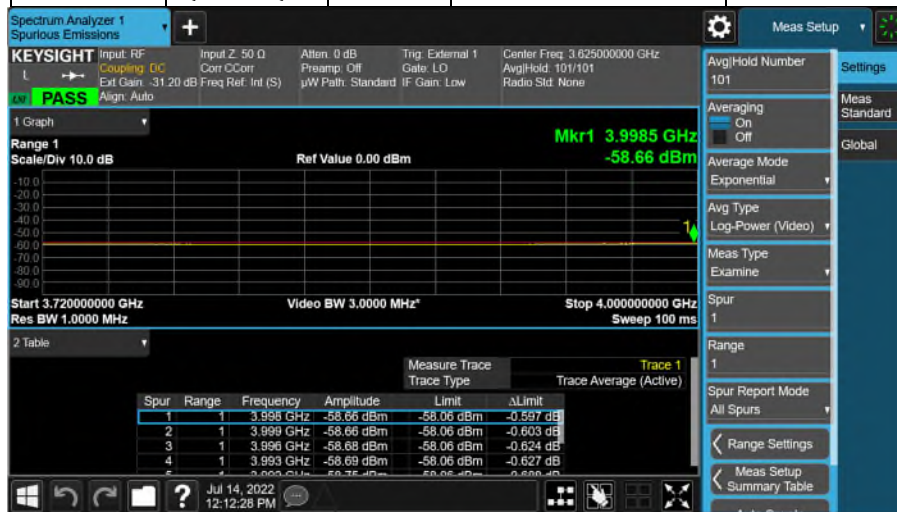 Spectrum Analyzer 1
Spurious Emissions
+
Meas Setup
KEYSIGHT
L
LXI PASS
Input: RF
Coupling: DC
Ext Gain: -31.20 dB
Align: Auto
Input Z: 50 Ω
Corr CCorr
Freq Ref: Int (S)
Atten: 0 dB
Preamp: Off
µW Path: Standard
Trig: External 1
Gate: LO
IF Gain: Low
Center Freq: 3.625000000 GHz
Avg|Hold: 101/101
Radio Std: None
1 Graph
Range 1
Scale/Div 10.0 dB
Ref Value 0.00 dBm
Mkr1 3.9985 GHz
-58.66 dBm
-10.0
-20.0
-30.0
-40.0
-50.0
-60.0
-70.0
-80.0
-90.0
1
Start 3.720000000 GHz
Res BW 1.0000 MHz
Video BW 3.0000 MHz*
Stop 4.000000000 GHz
Sweep 100 ms
2 Table
Measure Trace Trace 1
Trace Type Trace Average (Active)
Spur Range Frequency Amplitude Limit ΔLimit
1 1 3.998 GHz -58.66 dBm -58.06 dBm -0.597 dB
2 1 3.999 GHz -58.66 dBm -58.06 dBm -0.603 dB
3 1 3.996 GHz -58.68 dBm -58.06 dBm -0.624 dB
4 1 3.993 GHz -58.69 dBm -58.06 dBm -0.627 dB
?
Jul 14, 2022
12:12:28 PM
Avg|Hold Number
101
Averaging
On
Off
Average Mode
Exponential
Avg Type
Log-Power (Video)
Meas Type
Examine
Spur
1
Range
1
Spur Report Mode
All Spurs
Range Settings
Meas Setup
Summary Table
Settings
Meas
Standard
Global